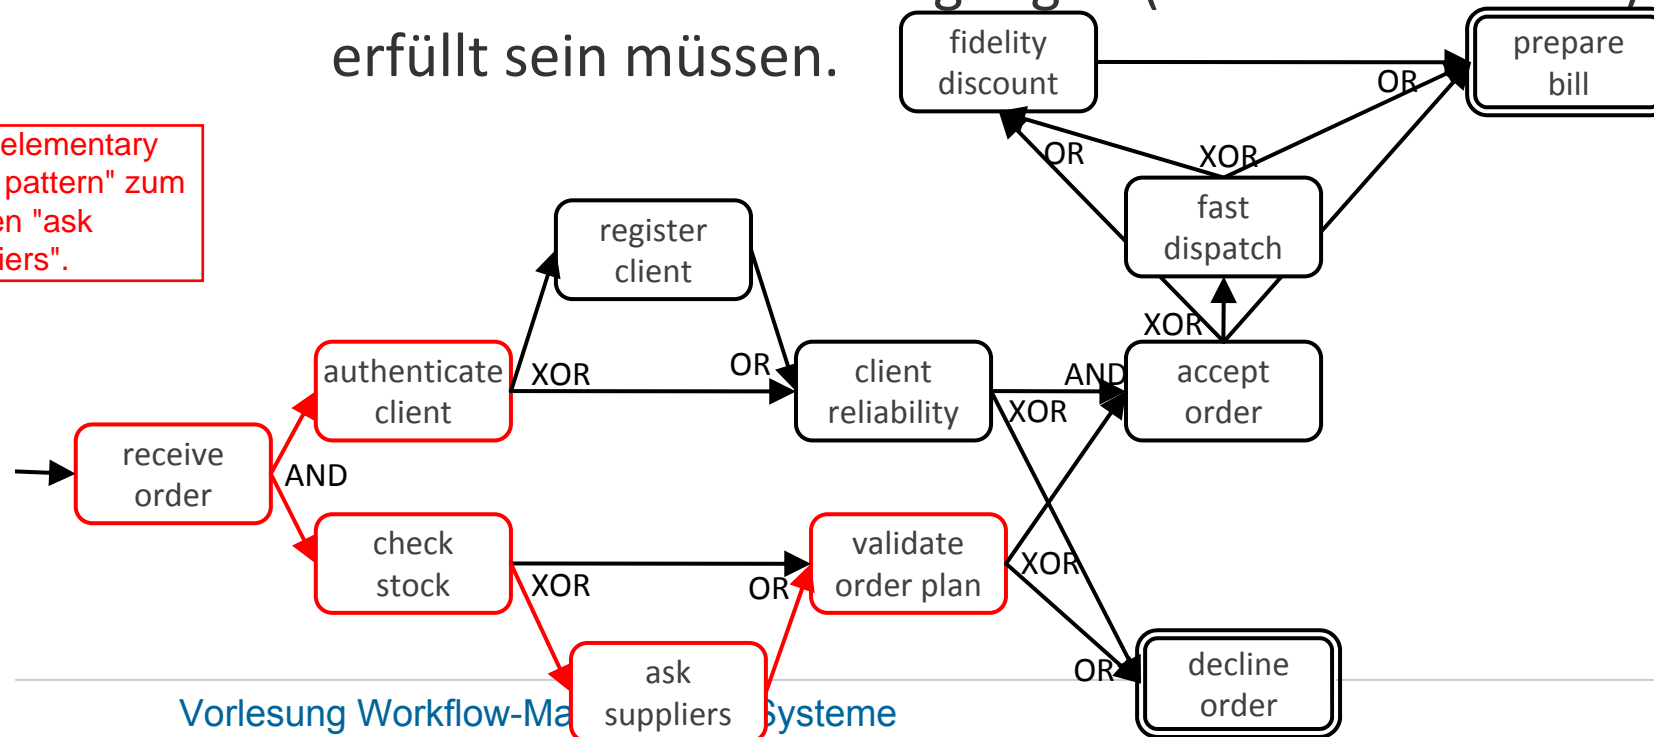 erfüllt sein müssen.
elementary
pattern" zum
"ask
fidelity
discount
prepare
bill
OR
OR
XOR
fast
dispatch
XOR
register
client
authenticate
client
XOR
OR
client
reliability
AND
XOR
accept
order
receive
order
AND
check
stock
XOR
OR
validate
order plan
XOR
ask
suppliers
OR
decline
order
Vorlesung Workflow-Ma
Systeme